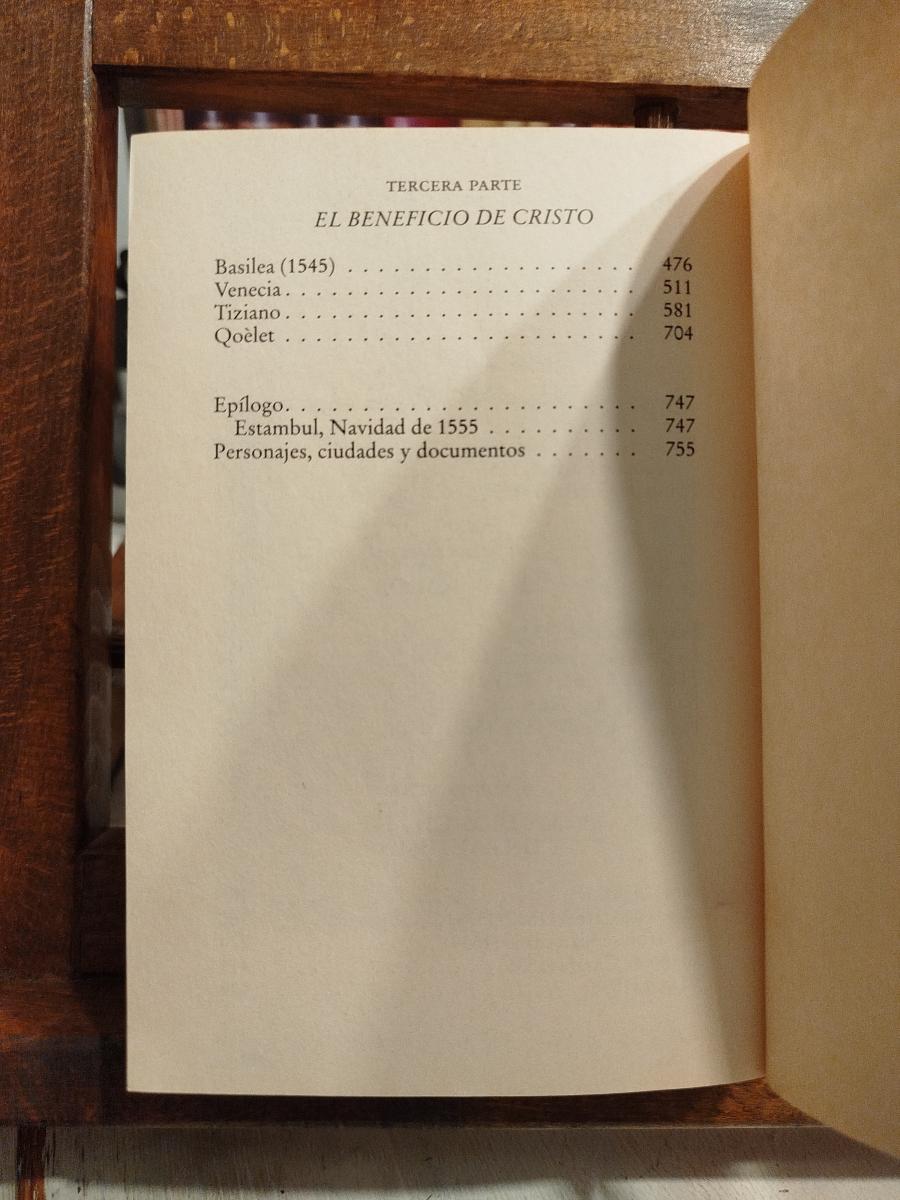 TERCERA PARTE
EL BENEFICIO DE CRISTO
Basilea (1545) . . . . . . . . . . . . . . . . . . . . 476
Venecia. . . . . . . . . . . . . . . . . . . . . . . . 511
Tiziano. . . . . . . . . . . . . . . . . . . . . . . . 581
Qoèlet . . . . . . . . . . . . . . . . . . . . . . . . 704
Epílogo. . . . . . . . . . . . . . . . . . . . . . . . 747
Estambul, Navidad de 1555 . . . . . . . . . . 747
Personajes, ciudades y documentos . . . . . . . 755